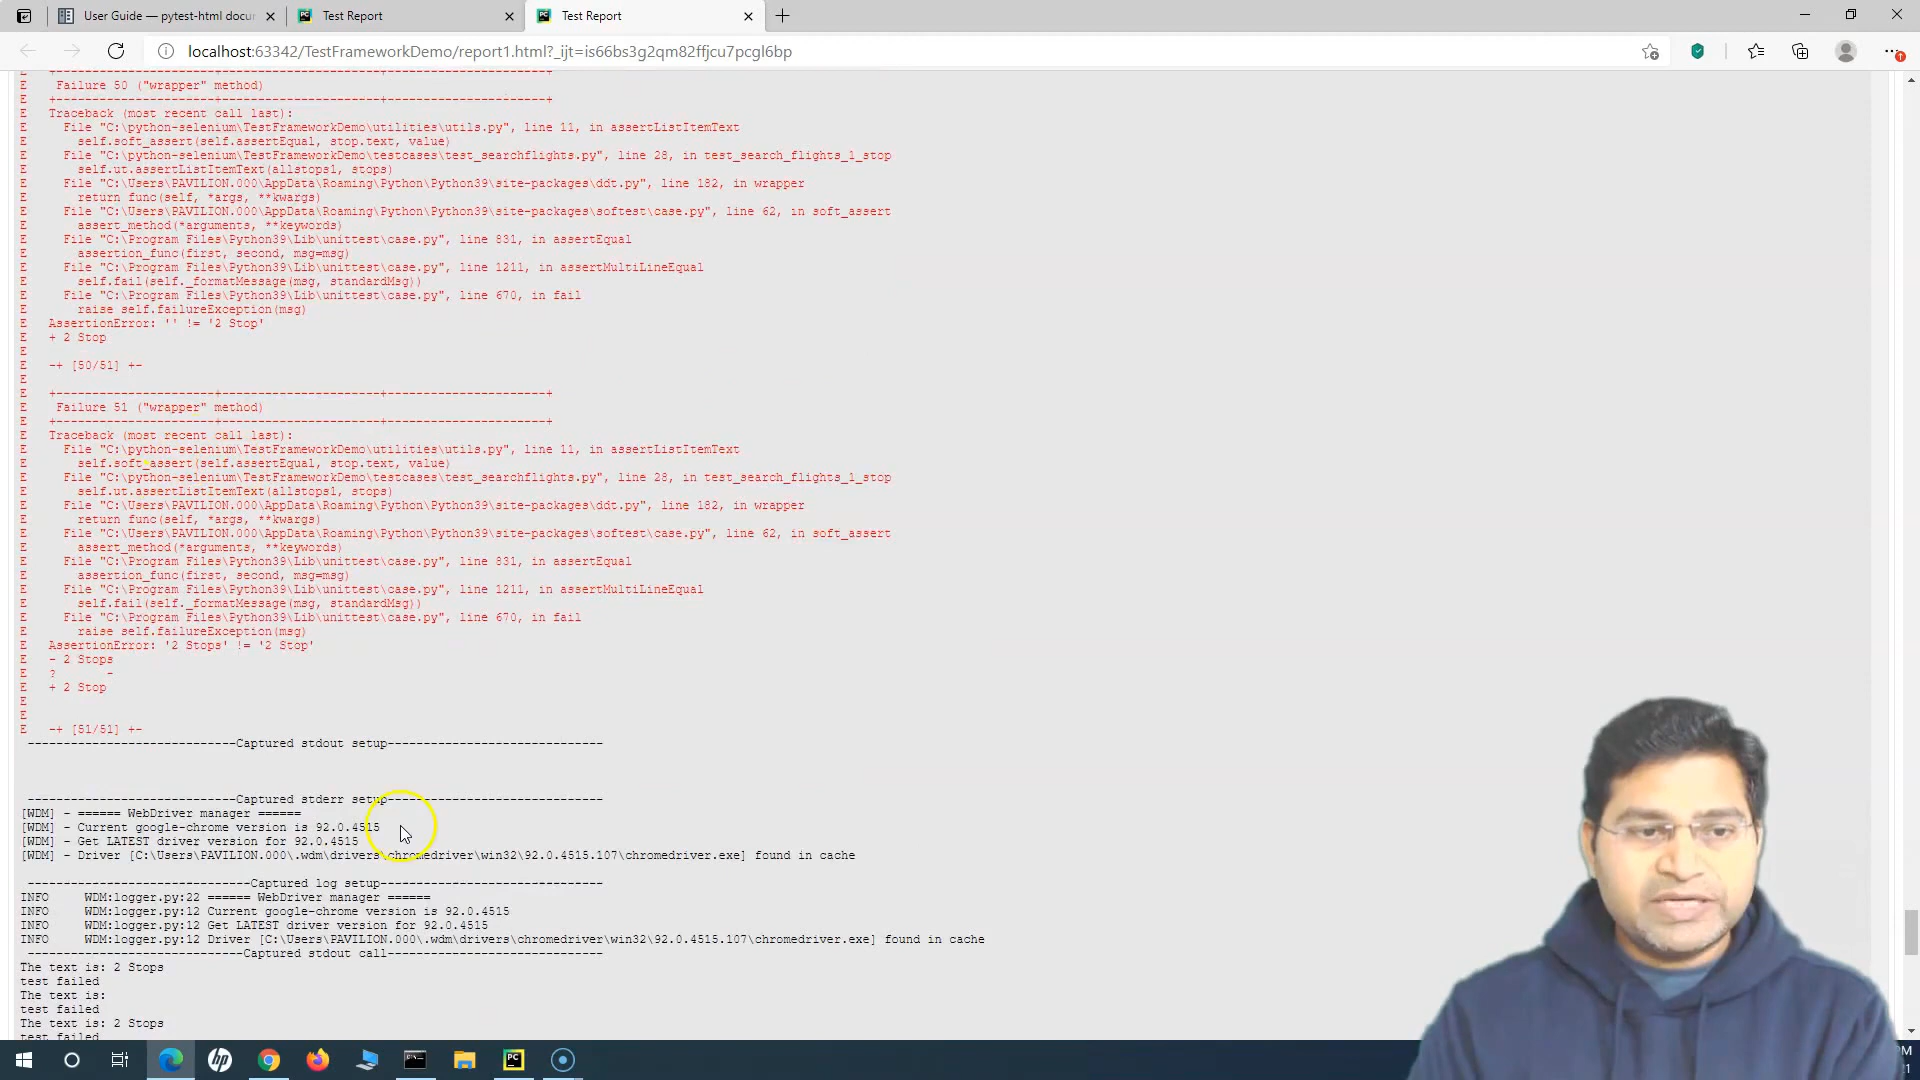 User Guide — pytest-html docu
Test Report
Test Report
localhost:63342/TestFrameworkDemo/report1.html?_ijt=is66bs3g2qm82ffjcu7pcgl6bp
E +----------------------+-----------------------+----------------------+
E Failure 50 ("wrapper" method)
E +----------------------+-----------------------+----------------------+
E Traceback (most recent call last):
E File "C:\python-selenium\TestFrameworkDemo\utilities\utils.py", line 11, in assertListItemText
E self.soft_assert(self.assertEqual, stop.text, value)
E File "C:\python-selenium\TestFrameworkDemo\testcases\test_searchflights.py", line 28, in test_search_flights_1_stop
E self.ut.assertListItemText(allstops1, stops)
E File "C:\Users\PAVILION.000\AppData\Roaming\Python\Python39\site-packages\ddt.py", line 182, in wrapper
E return func(self, *args, **kwargs)
E File "C:\Users\PAVILION.000\AppData\Roaming\Python\Python39\site-packages\softest\case.py", line 62, in soft_assert
E assert_method(*arguments, **keywords)
E File "C:\Program Files\Python39\Lib\unittest\case.py", line 831, in assertEqual
E assertion_func(first, second, msg=msg)
E File "C:\Program Files\Python39\Lib\unittest\case.py", line 1211, in assertMultiLineEqual
E self.fail(self._formatMessage(msg, standardMsg))
E File "C:\Program Files\Python39\Lib\unittest\case.py", line 670, in fail
E raise self.failureException(msg)
E AssertionError: '' != '2 Stop'
E + 2 Stop
E
E -+ [50/51] +-
E
E +----------------------+-----------------------+----------------------+
E Failure 51 ("wrapper" method)
E +----------------------+-----------------------+----------------------+
E Traceback (most recent call last):
E File "C:\python-selenium\TestFrameworkDemo\utilities\utils.py", line 11, in assertListItemText
E self.soft_assert(self.assertEqual, stop.text, value)
E File "C:\python-selenium\TestFrameworkDemo\testcases\test_searchflights.py", line 28, in test_search_flights_1_stop
E self.ut.assertListItemText(allstops1, stops)
E File "C:\Users\PAVILION.000\AppData\Roaming\Python\Python39\site-packages\ddt.py", line 182, in wrapper
E return func(self, *args, **kwargs)
E File "C:\Users\PAVILION.000\AppData\Roaming\Python\Python39\site-packages\softest\case.py", line 62, in soft_assert
E assert_method(*arguments, **keywords)
E File "C:\Program Files\Python39\Lib\unittest\case.py", line 831, in assertEqual
E assertion_func(first, second, msg=msg)
E File "C:\Program Files\Python39\Lib\unittest\case.py", line 1211, in assertMultiLineEqual
E self.fail(self._formatMessage(msg, standardMsg))
E File "C:\Program Files\Python39\Lib\unittest\case.py", line 670, in fail
E raise self.failureException(msg)
E AssertionError: '2 Stops' != '2 Stop'
E - 2 Stops
E ? -
E + 2 Stop
E
E
E -+ [51/51] +-
-----------------------------Captured stdout setup------------------------------
-----------------------------Captured stderr setup------------------------------
[WDM] - ====== WebDriver manager ======
[WDM] - Current google-chrome version is 92.0.4515
[WDM] - Get LATEST driver version for 92.0.4515
[WDM] - Driver [C:\Users\PAVILION.000\.wdm\drivers\chromedriver\win32\92.0.4515.107\chromedriver.exe] found in cache
-------------------------------Captured log setup-------------------------------
INFO WDM:logger.py:22 ====== WebDriver manager ======
INFO WDM:logger.py:12 Current google-chrome version is 92.0.4515
INFO WDM:logger.py:12 Get LATEST driver version for 92.0.4515
INFO WDM:logger.py:12 Driver [C:\Users\PAVILION.000\.wdm\drivers\chromedriver\win32\92.0.4515.107\chromedriver.exe] found in cache
------------------------------Captured stdout call------------------------------
The text is: 2 Stops
test failed
The text is:
test failed
The text is: 2 Stops
test failed